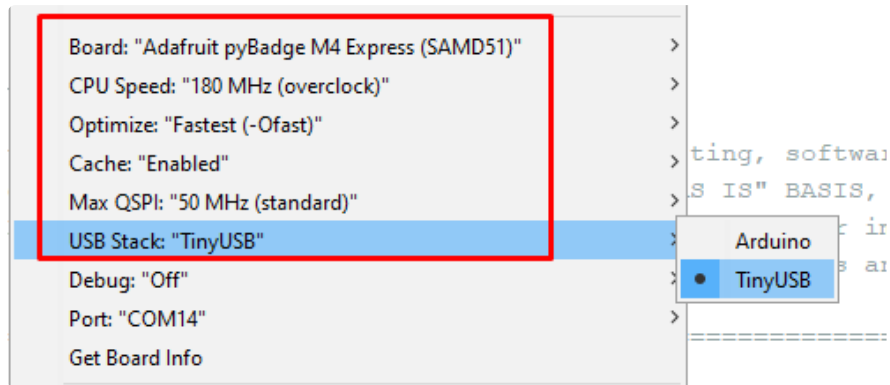 Board: "Adafruit pyBadge M4 Express (SAMD51)"
CPU Speed: "180 MHz (overclock)"
Optimize: "Fastest (-Ofast)"
Cache: "Enabled"
Max QSPI: "50 MHz (standard)"
USB Stack: "TinyUSB"
Debug: "Off"
Port: "COM14"
Get Board Info
Arduino
TinyUSB
ting, softwar
S IS" BASIS,